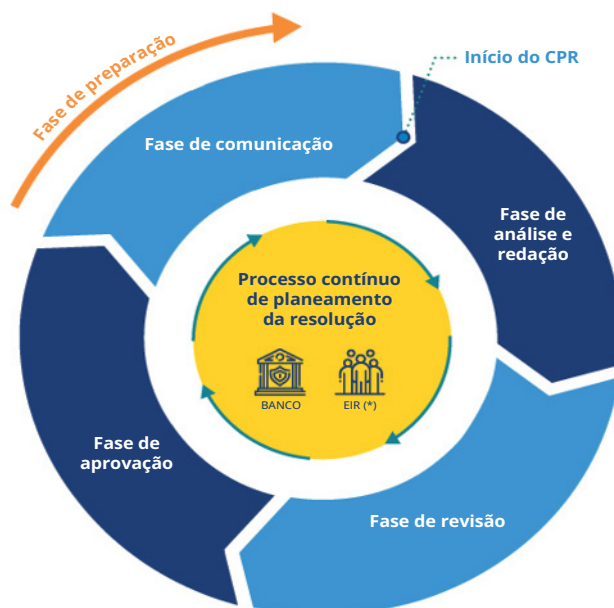 Fase de preparação
Início do CPR
Fase de comunicação
Fase de
análise e
redação
Processo contínuo
de planeamento
da resolução
BANCO
EIR (*)
Fase de
aprovação
Fase de revisão